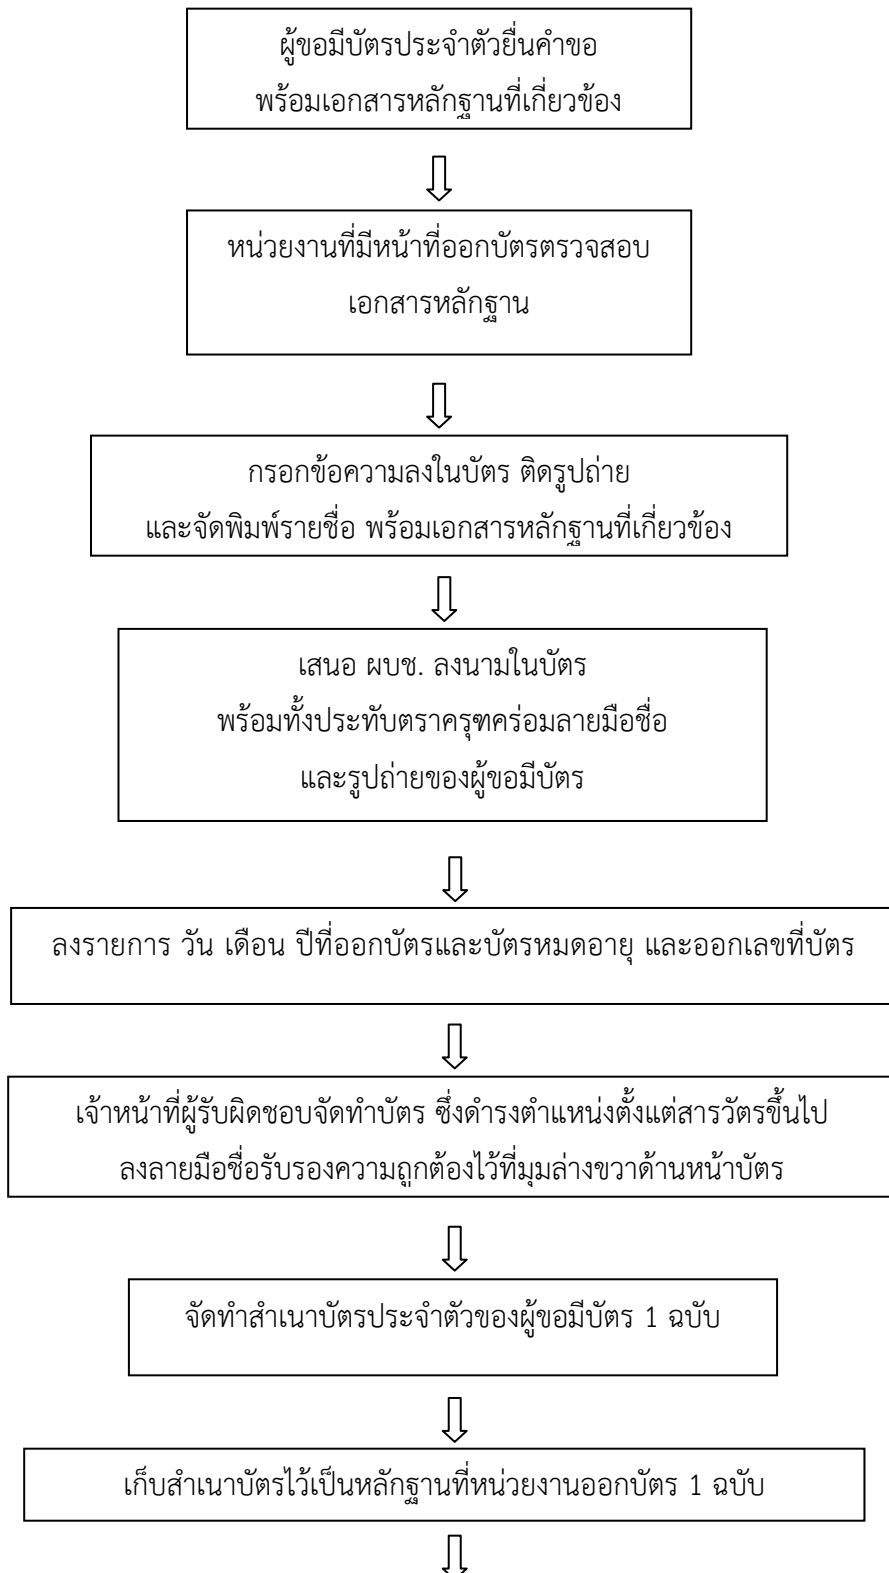 ผู้ขอมีบัตรประจำตัวยื่นคำขอ
พร้อมเอกสารหลักฐานที่เกี่ยวข้อง
หน่วยงานที่มีหน้าที่ออกบัตรตรวจสอบ
เอกสารหลักฐาน
กรอกข้อความลงในบัตร ติดรูปถ่าย
และจัดพิมพ์รายชื่อ พร้อมเอกสารหลักฐานที่เกี่ยวข้อง
เสนอ ผบช. ลงนามในบัตร
พร้อมทั้งประทับตราครุฑคร่อมลายมือชื่อ
และรูปถ่ายของผู้ขอมีบัตร
ลงรายการ วัน เดือน ปีที่ออกบัตรและบัตรหมดอายุ และออกเลขที่บัตร
เจ้าหน้าที่ผู้รับผิดชอบจัดทำบัตร ซึ่งดำรงตำแหน่งตั้งแต่สารวัตรขึ้นไป
ลงลายมือชื่อรับรองความถูกต้องไว้ที่มุมล่างขวาด้านหน้าบัตร
จัดทำสำเนาบัตรประจำตัวของผู้ขอมีบัตร 1 ฉบับ
เก็บสำเนาบัตรไว้เป็นหลักฐานที่หน่วยงานออกบัตร 1 ฉบับ